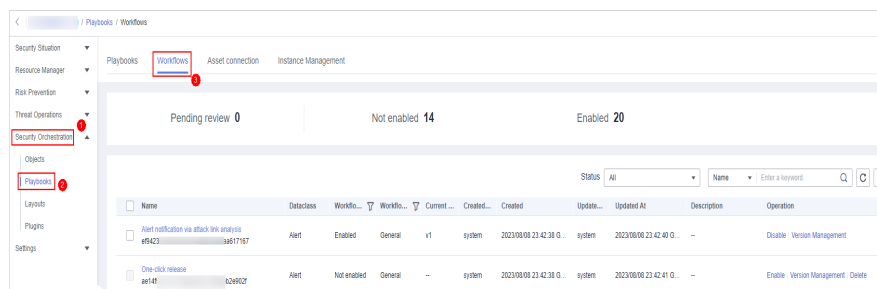 / Playbooks / Workflows
Security Situation
Resource Manager
Risk Prevention
Threat Operations
1
Security Orchestration
Objects
Playbooks 2
Layouts
Plugins
Settings
Playbooks Workflows Asset connection Instance Management
3
Pending review 0 Not enabled 14 Enabled 20
Status All Name Enter a keyword.
Name Dataclass Workflo... Workflo... Current ... Created... Created Update... Updated At Description Operation
Alert notification via attack link analysis
ef9423 aa617167
Alert Enabled General v1 system 2023/08/08 23:42:38 G... system 2023/08/08 23:42:40 G... -- Disable Version Management
One-click release
ae14f b2e902f
Alert Not enabled General -- system 2023/08/08 23:42:38 G... system 2023/08/08 23:42:41 G... -- Enable Version Management Delete